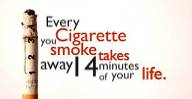 Every
Cigarette
you smoke takes
away 14 minutes
of your life.